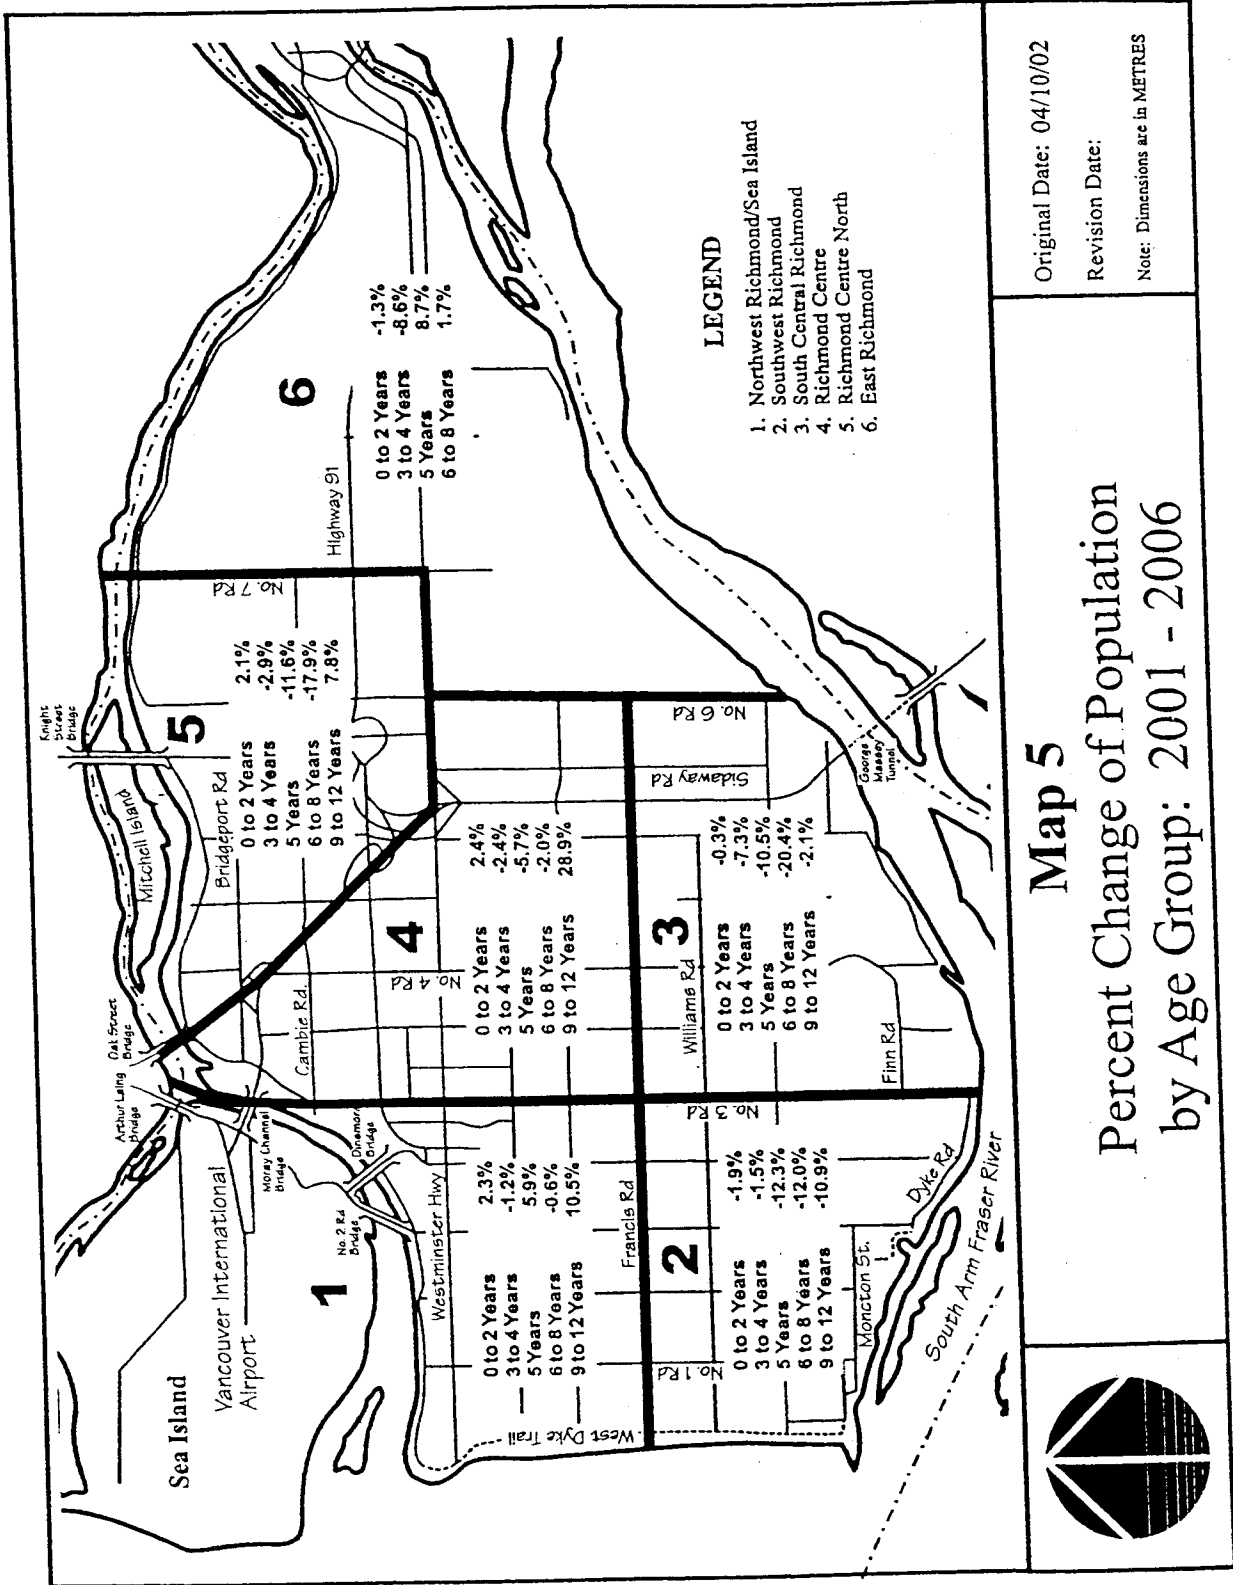 Knight
Street
Bridge
Oak Street
Bridge
Arthur Laing
Bridge
Mitchell Island
5
Bridgeport Rd
No. 7 Rd
0 to 2 Years 2.1%
3 to 4 Years -2.9%
5 Years -11.6%
6 to 8 Years -17.9%
9 to 12 Years 7.8%
6
Highway 91
0 to 2 Years -1.3%
3 to 4 Years -8.6%
5 Years 8.7%
6 to 8 Years 1.7%
Sea Island
Vancouver International
Airport
Moray Channel
Bridge
No. 2 Rd
Bridge
Dinsmore
Bridge
Cambie Rd.
1
Westminster Hwy
0 to 2 Years 2.3%
3 to 4 Years -1.2%
5 Years 5.9%
6 to 8 Years -0.6%
9 to 12 Years 10.5%
West Dyke Trail
4
No. 4 Rd
0 to 2 Years 2.4%
3 to 4 Years -2.4%
5 Years -5.7%
6 to 8 Years -2.0%
9 to 12 Years 28.9%
Francis Rd
2
No. 1 Rd
No. 3 Rd
0 to 2 Years -1.9%
3 to 4 Years -1.5%
5 Years -12.3%
6 to 8 Years -12.0%
9 to 12 Years -10.9%
Moncton St.
Dyke Rd
South Arm Fraser River
3
Williams Rd
Sidaway Rd
No. 6 Rd
0 to 2 Years -0.3%
3 to 4 Years -7.3%
5 Years -10.5%
6 to 8 Years -20.4%
9 to 12 Years -2.1%
Finn Rd
George
Massey
Tunnel
LEGEND
1. Northwest Richmond/Sea Island
2. Southwest Richmond
3. South Central Richmond
4. Richmond Centre
5. Richmond Centre North
6. East Richmond
Map 5
Percent Change of Population
by Age Group: 2001 - 2006
Original Date: 04/10/02
Revision Date:
Note: Dimensions are in METRES